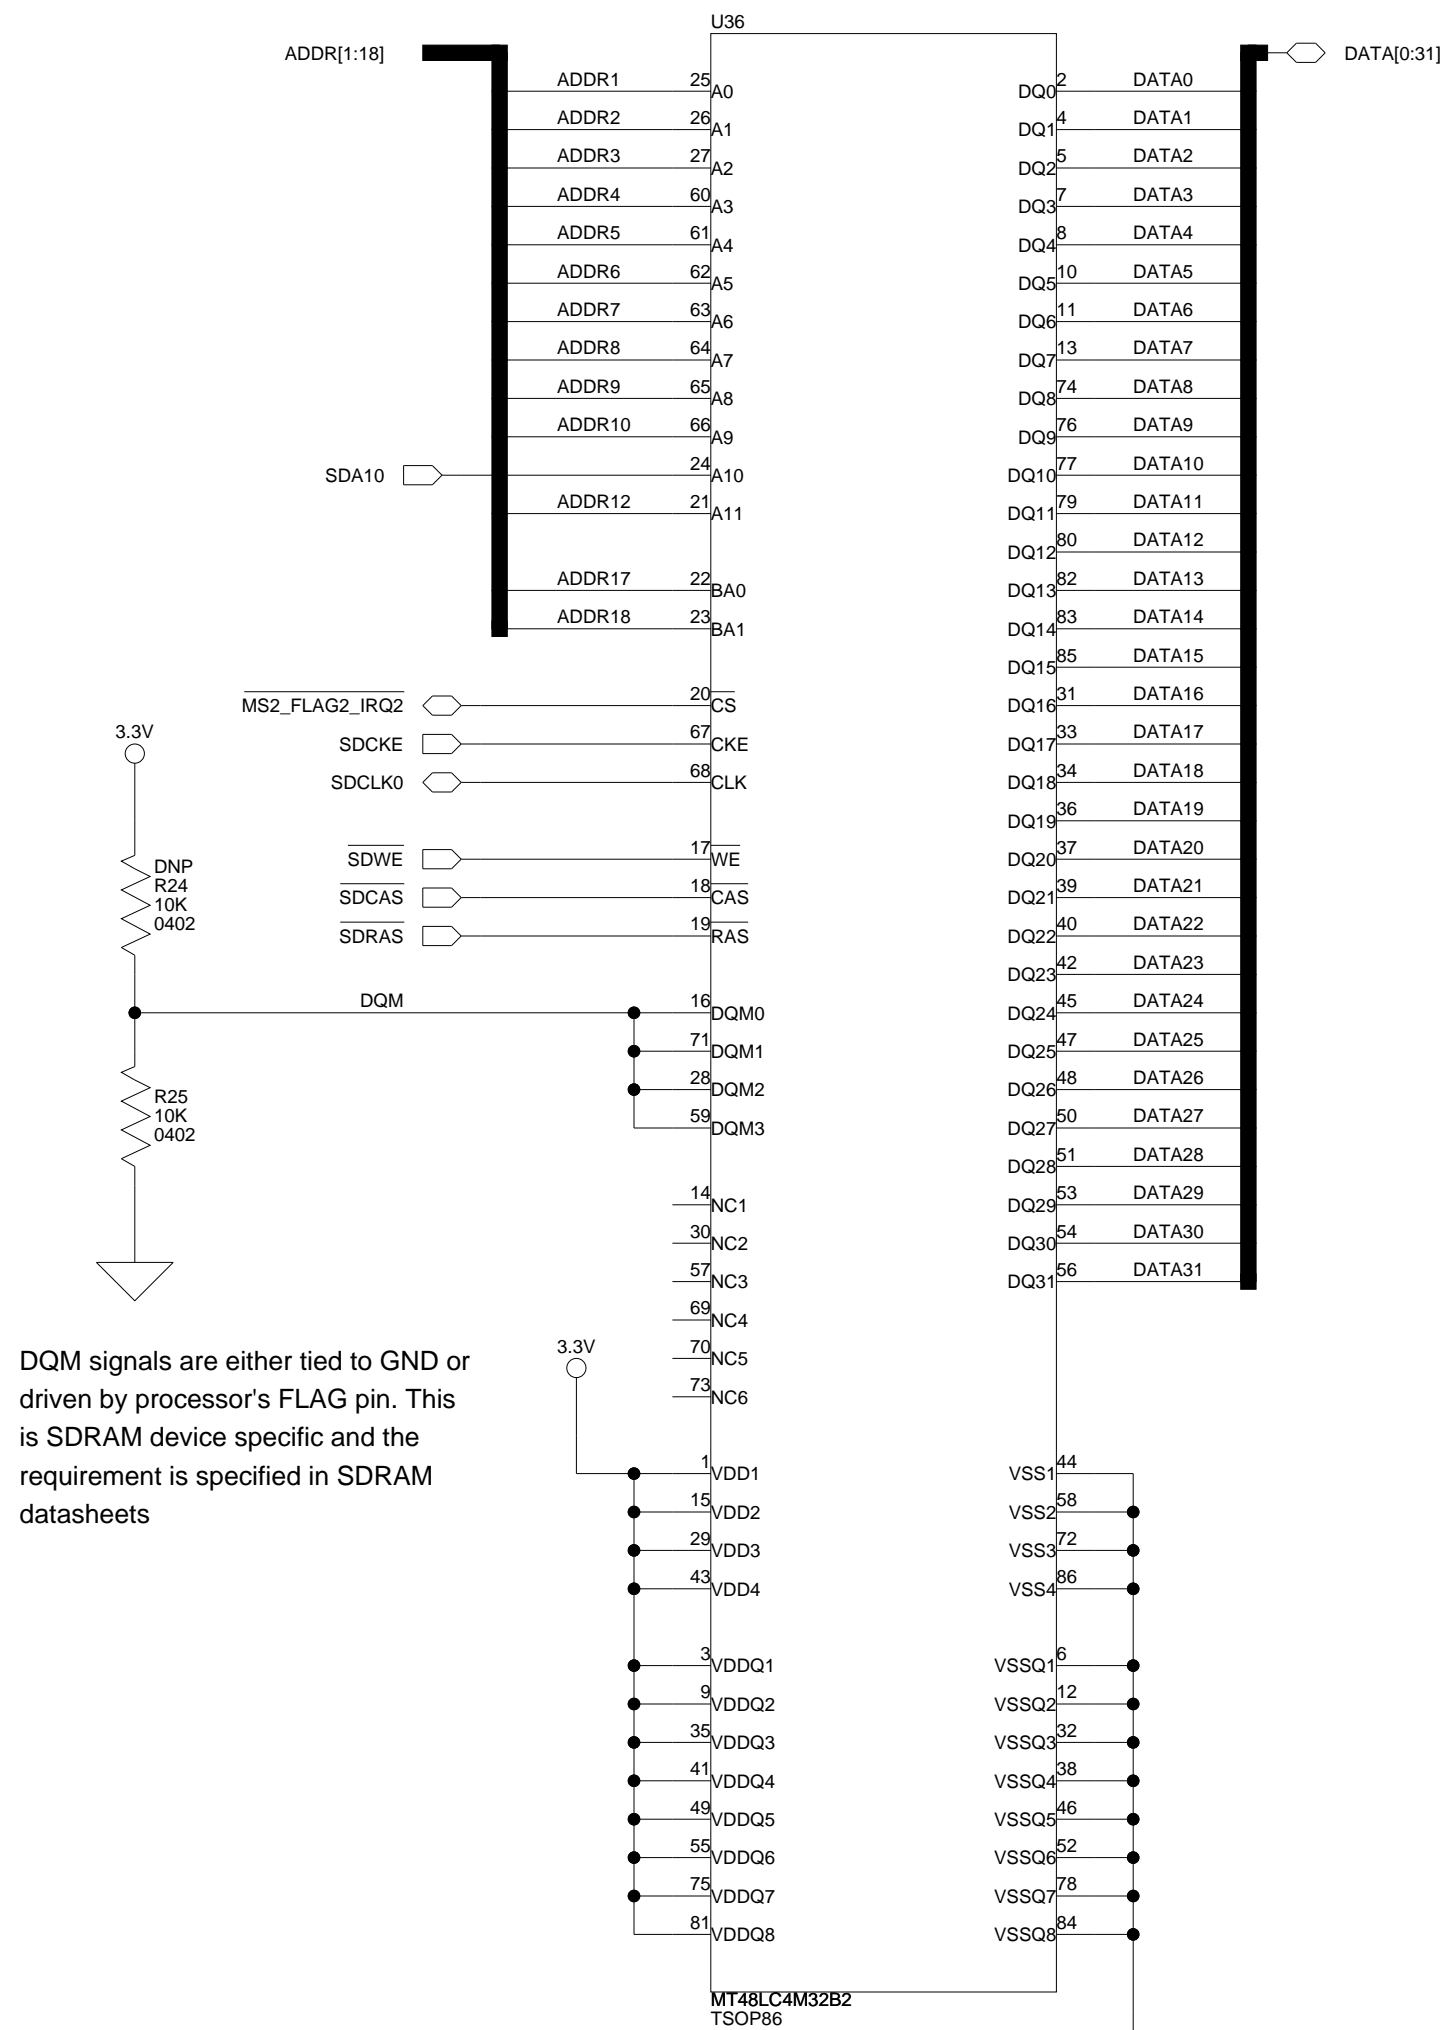 U36
ADDR[1:18] DATA[0:31]
ADDR1 25 A0 DQ0 2 DATA0
ADDR2 26 A1 DQ1 4 DATA1
ADDR3 27 A2 DQ2 5 DATA2
ADDR4 60 A3 DQ3 7 DATA3
ADDR5 61 A4 DQ4 8 DATA4
ADDR6 62 A5 DQ5 10 DATA5
ADDR7 63 A6 DQ6 11 DATA6
ADDR8 64 A7 DQ7 13 DATA7
ADDR9 65 A8 DQ8 74 DATA8
ADDR10 66 A9 DQ9 76 DATA9
SDA10 24 A10 DQ10 77 DATA10
ADDR12 21 A11 DQ11 79 DATA11
DQ12 80 DATA12
ADDR17 22 BA0 DQ13 82 DATA13
ADDR18 23 BA1 DQ14 83 DATA14
DQ15 85 DATA15
MS2_FLAG2_IRQ2 20 CS DQ16 31 DATA16
SDCKE 67 CKE DQ17 33 DATA17
3.3V
SDCLK0 68 CLK DQ18 34 DATA18
DQ19 36 DATA19
SDWE 17 WE DQ20 37 DATA20
SDCAS 18 CAS DQ21 39 DATA21
SDRAS 19 RAS DQ22 40 DATA22
DNP
R24
10K
0402
DQ23 42 DATA23
DQM 16 DQM0 DQ24 45 DATA24
71 DQM1 DQ25 47 DATA25
28 DQM2 DQ26 48 DATA26
59 DQM3 DQ27 50 DATA27
R25
10K
0402
DQ28 51 DATA28
14 NC1 DQ29 53 DATA29
30 NC2 DQ30 54 DATA30
57 NC3 DQ31 56 DATA31
69 NC4
70 NC5
73 NC6
3.3V
DQM signals are either tied to GND or
driven by processor's FLAG pin. This
is SDRAM device specific and the
requirement is specified in SDRAM
datasheets
1 VDD1 VSS1 44
15 VDD2 VSS2 58
29 VDD3 VSS3 72
43 VDD4 VSS4 86
3 VDDQ1 VSSQ1 6
9 VDDQ2 VSSQ2 12
35 VDDQ3 VSSQ3 32
41 VDDQ4 VSSQ4 38
49 VDDQ5 VSSQ5 46
55 VDDQ6 VSSQ6 52
75 VDDQ7 VSSQ7 78
81 VDDQ8 VSSQ8 84
MT48LC4M32B2
TSOP86